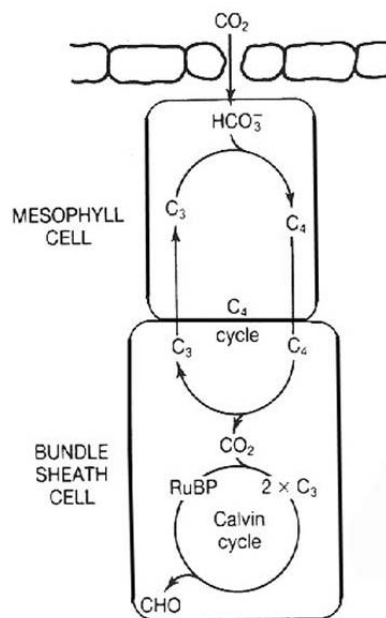 CO₂
HCO₃⁻
MESOPHYLL
CELL
C₃
C₄
C₄
cycle
C₃
C₄
BUNDLE
SHEATH
CELL
CO₂
RuBP
2 × C₃
Calvin
cycle
CHO